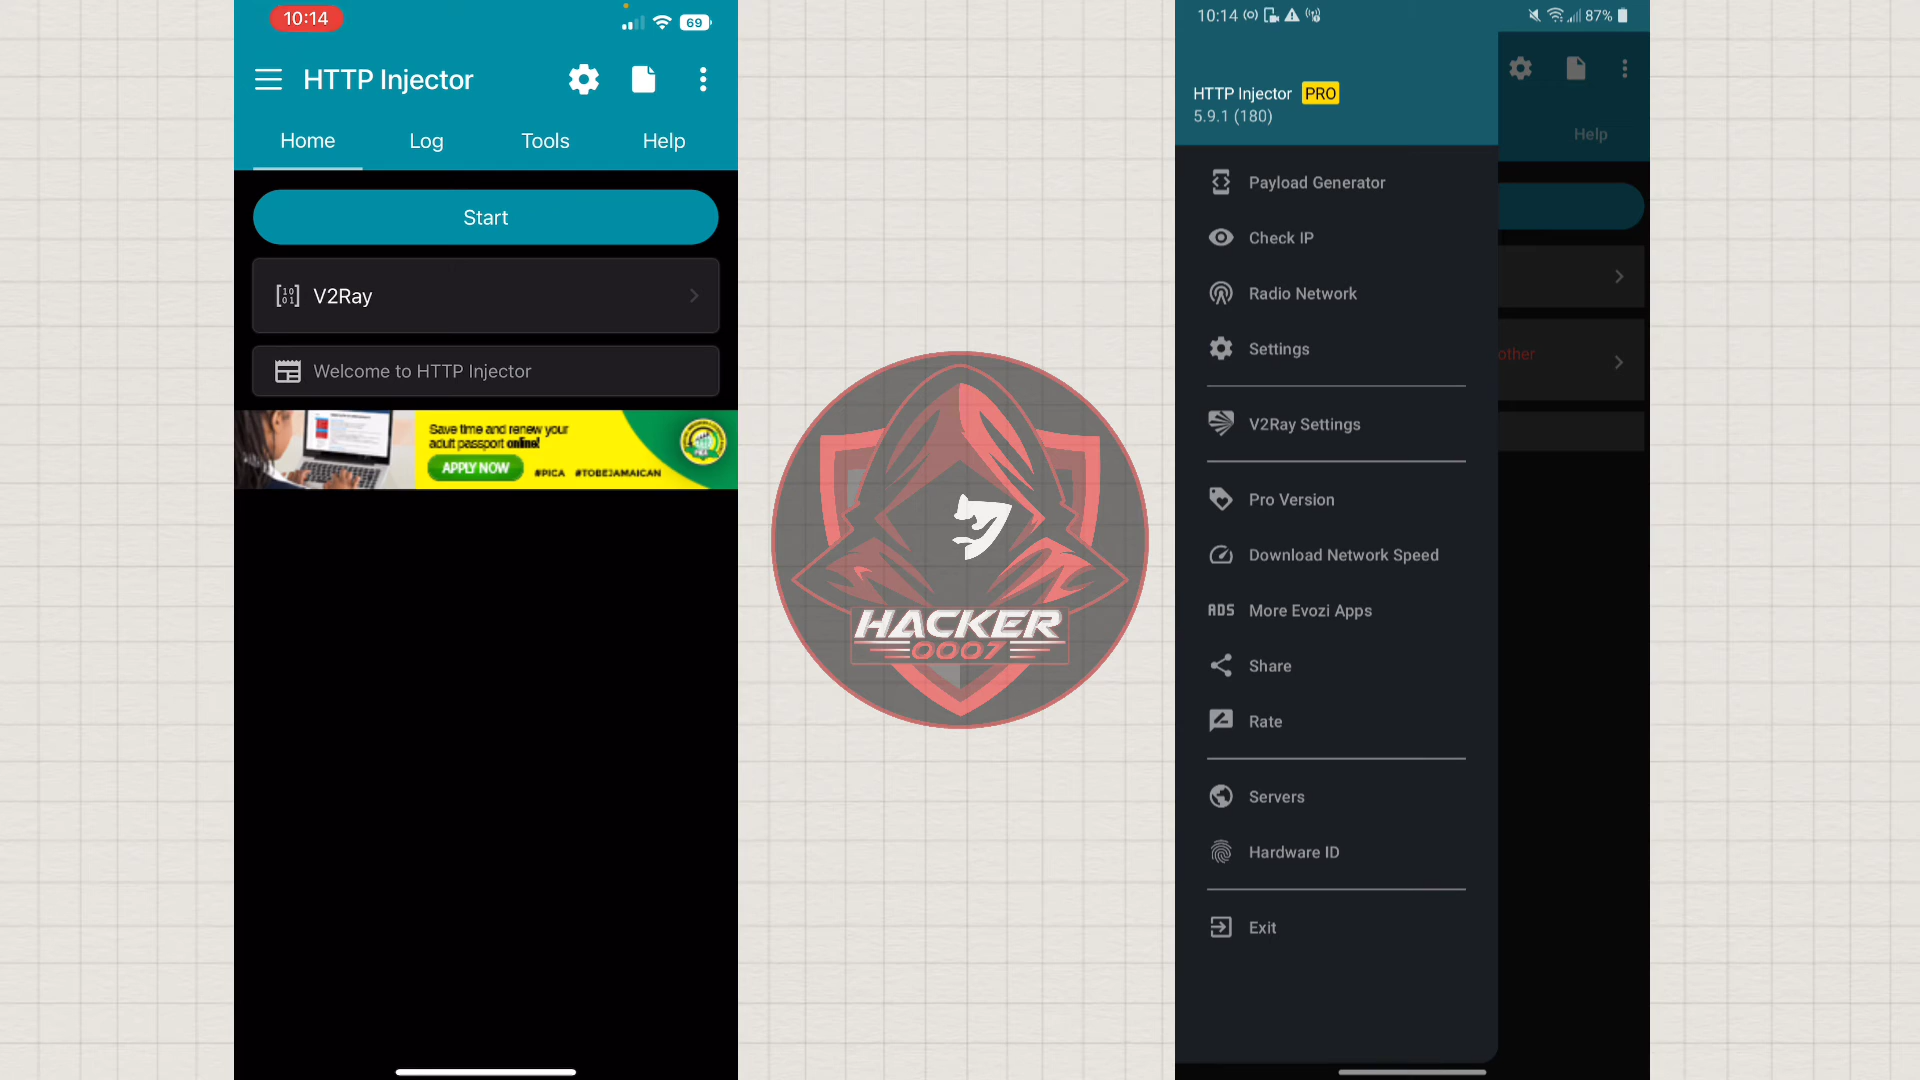 10:14
69
HTTP Injector
Home
Log
Tools
Help
Start
V2Ray
Welcome to HTTP Injector
Save time and renew your
adult passport online!
APPLY NOW
#PICA #TOBEJAMAICAN
HACKER
0007
10:14
87%
HTTP Injector PRO
5.9.1 (180)
Help
Payload Generator
Check IP
Radio Network
Settings
other
V2Ray Settings
Pro Version
Download Network Speed
ADS More Evozi Apps
Share
Rate
Servers
Hardware ID
Exit